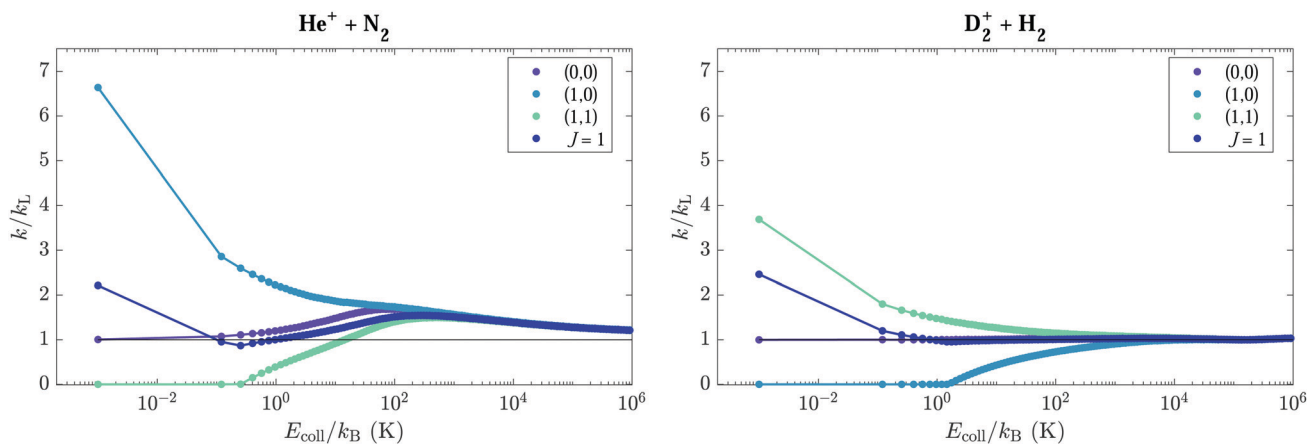 He⁺ + N₂
7
6
5
4
3
2
1
0
k/k_L
(0,0)
(1,0)
(1,1)
J = 1
10⁻² 10⁰ 10² 10⁴ 10⁶
E_coll/k_B (K)
D₂⁺ + H₂
7
6
5
4
3
2
1
0
k/k_L
(0,0)
(1,0)
(1,1)
J = 1
10⁻² 10⁰ 10² 10⁴ 10⁶
E_coll/k_B (K)